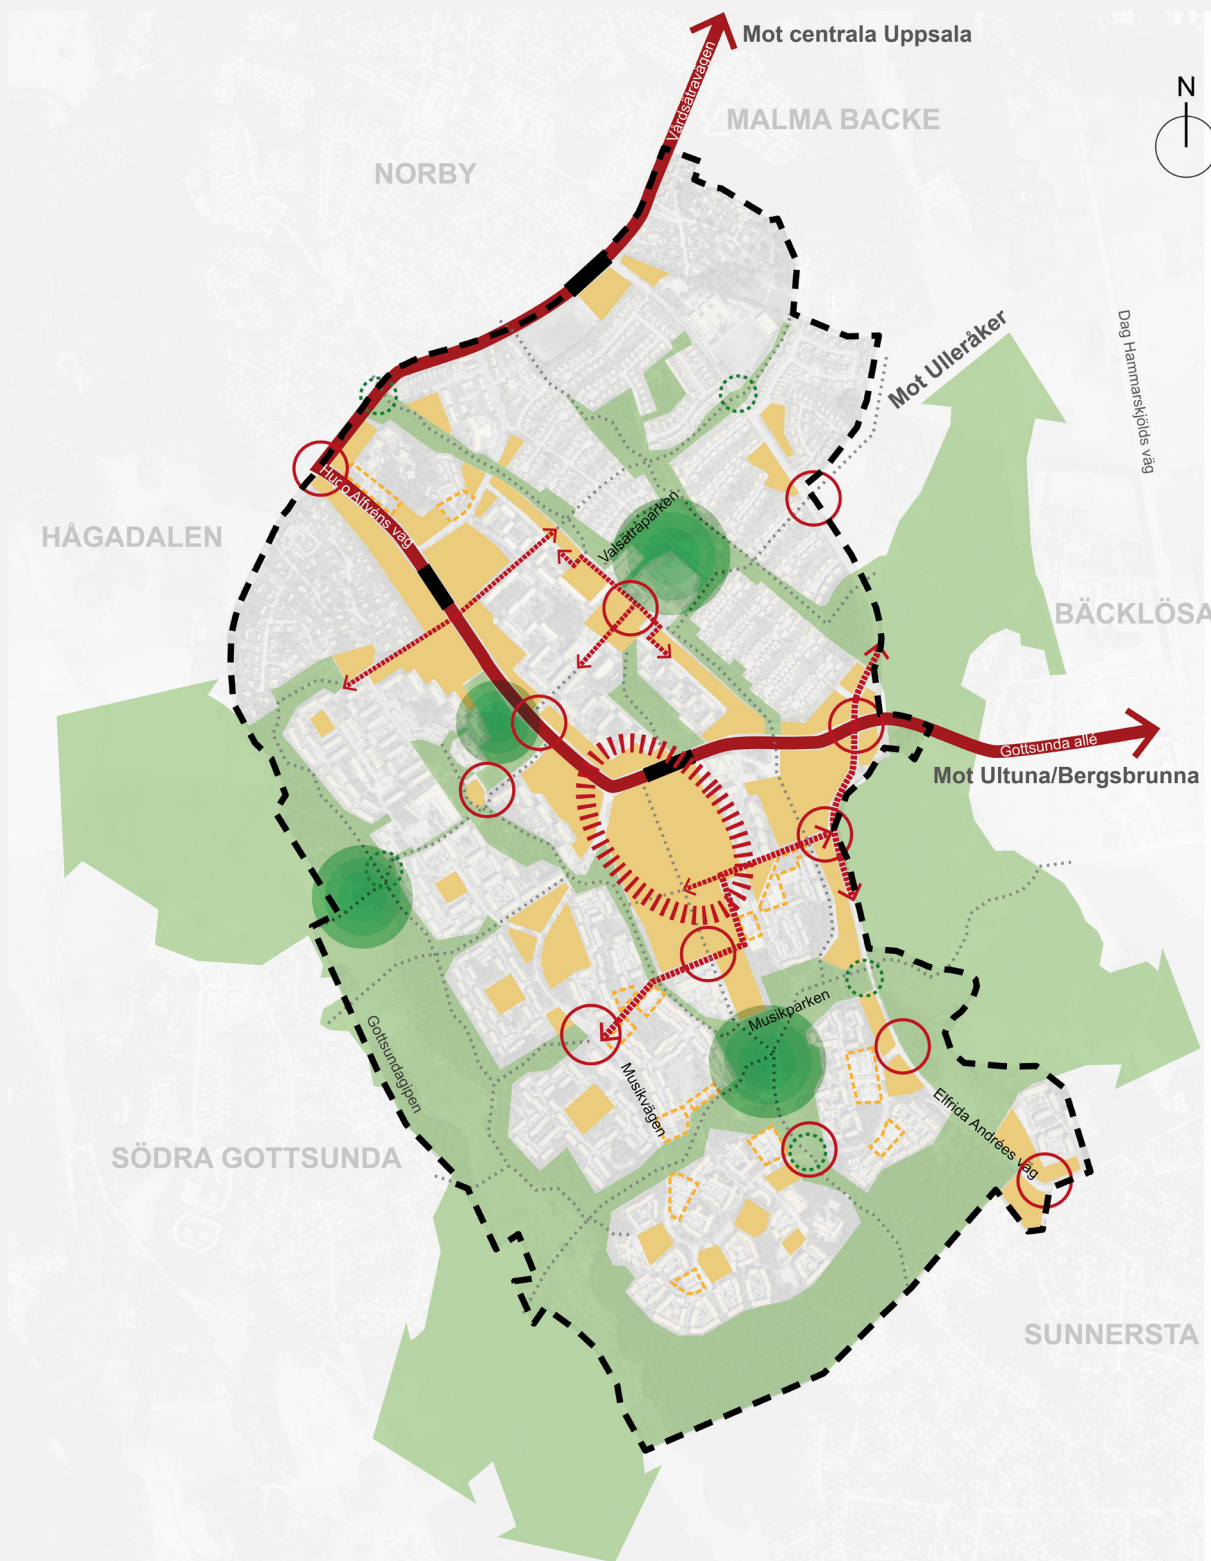 Mot centrala Uppsala
Vårdsätravägen
N
MALMA BACKE
NORBY
Mot Ulleråker
Dag Hammarskjölds väg
Hugo Alfvéns väg
Valsätraparken
HÅGADALEN
BÄCKLÖSA
Gottsunda allé
Mot Ultuna/Bergsbrunna
Musikparken
Gottsundagipen
Musikvägen
Elfrida Andrées väg
SÖDRA GOTTSUNDA
SUNNERSTA